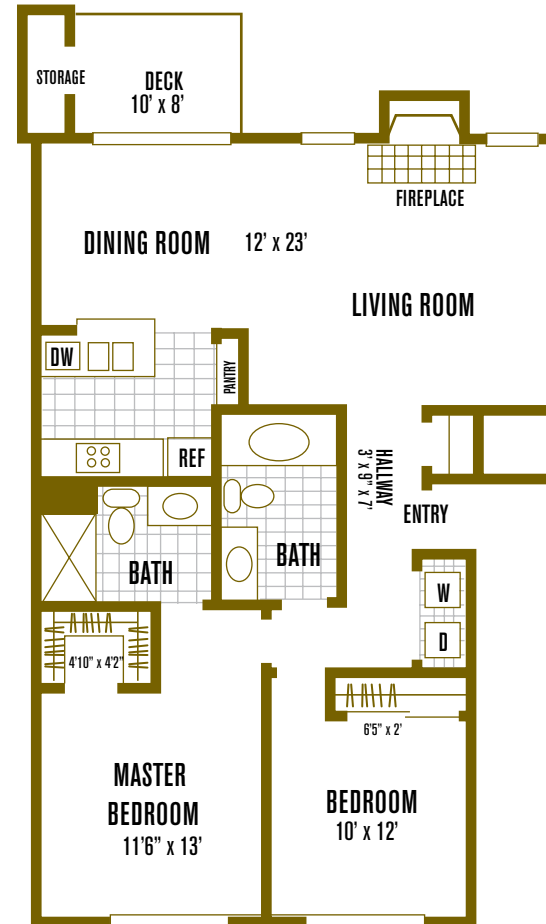 STORAGE
DECK
10' x 8'
FIREPLACE
DINING ROOM
12' x 23'
LIVING ROOM
DW
PANTRY
REF
HALLWAY
3' x 9" x 7'
ENTRY
BATH
BATH
W
D
4'10" x 4'2"
6'5" x 2'
MASTER
BEDROOM
11'6" x 13'
BEDROOM
10' x 12'